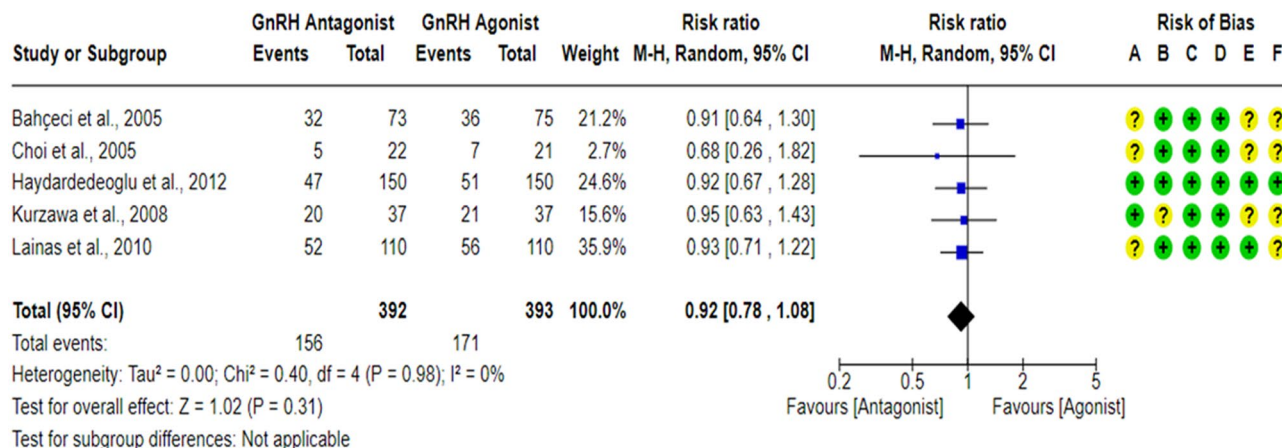 GnRH Antagonist GnRH Agonist Risk ratio Risk ratio Risk of Bias
Study or Subgroup Events Total Events Total Weight M-H, Random, 95% CI M-H, Random, 95% CI A B C D E F
Bahçeci et al., 2005 32 73 36 75 21.2% 0.91 [0.64 , 1.30] ? + + + ? ?
Choi et al., 2005 5 22 7 21 2.7% 0.68 [0.26 , 1.82] ? + + + ? ?
Haydardedeoglu et al., 2012 47 150 51 150 24.6% 0.92 [0.67 , 1.28] + + + + + +
Kurzawa et al., 2008 20 37 21 37 15.6% 0.95 [0.63 , 1.43] + ? + + ? ?
Lainas et al., 2010 52 110 56 110 35.9% 0.93 [0.71 , 1.22] ? + + + + ?
Total (95% CI) 392 393 100.0% 0.92 [0.78 , 1.08]
Total events: 156 171
Heterogeneity: Tau² = 0.00; Chi² = 0.40, df = 4 (P = 0.98); I² = 0%
0.2 0.5 1 2 5
Test for overall effect: Z = 1.02 (P = 0.31) Favours [Antagonist] Favours [Agonist]
Test for subgroup differences: Not applicable